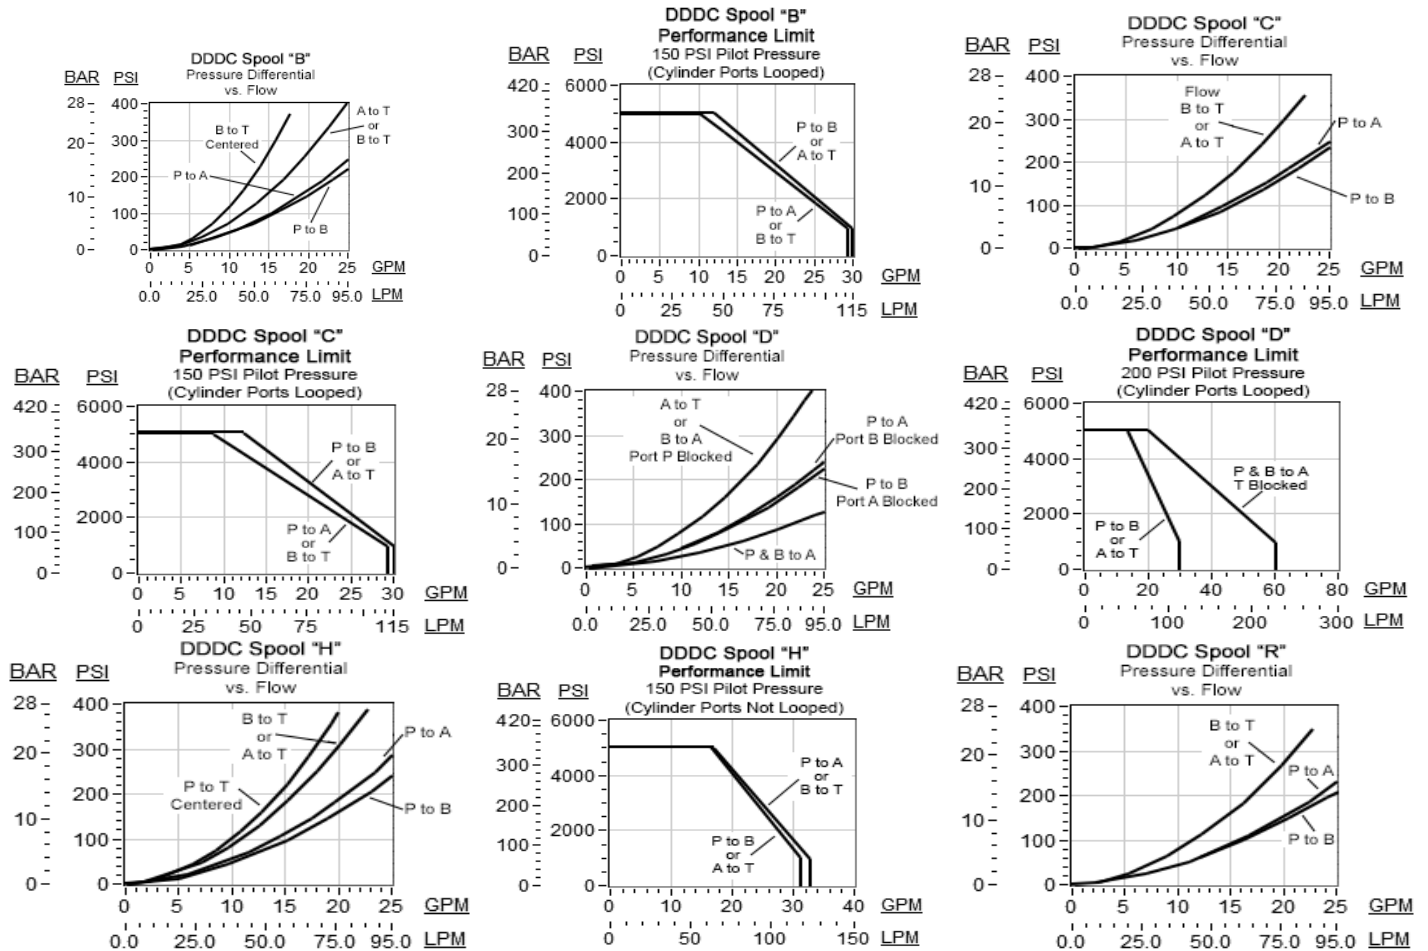 DDDC Spool "B"
Pressure Differential
vs. Flow
BAR PSI
28 400
300
20
200
10
100
0 0
B to T
Centered
A to T
or
B to T
P to A
P to B
0 5 10 15 20 25 GPM
0.0 25.0 50.0 75.0 95.0 LPM
DDDC Spool "B"
Performance Limit
150 PSI Pilot Pressure
(Cylinder Ports Looped)
BAR PSI
420 6000
300
4000
200
2000
100
0 0
P to B
or
A to T
P to A
or
B to T
0 5 10 15 20 25 30 GPM
0 25 50 75 115 LPM
DDDC Spool "C"
Pressure Differential
vs. Flow
BAR PSI
28 400
300
20
200
10
100
0 0
Flow
B to T
or
A to T
P to A
P to B
0 5 10 15 20 25 GPM
0.0 25.0 50.0 75.0 95.0 LPM
DDDC Spool "C"
Performance Limit
150 PSI Pilot Pressure
(Cylinder Ports Looped)
BAR PSI
420 6000
300
4000
200
2000
100
0 0
P to B
or
A to T
P to A
or
B to T
0 5 10 15 20 25 30 GPM
0 25 50 75 115 LPM
DDDC Spool "D"
Pressure Differential
vs. Flow
BAR PSI
28 400
20
300
200
10
100
0 0
A to T
or
B to A
Port P Blocked
P to A
Port B Blocked
P to B
Port A Blocked
P & B to A
0 5 10 15 20 25 GPM
0.0 25.0 50.0 75.0 95.0 LPM
DDDC Spool "D"
Performance Limit
200 PSI Pilot Pressure
(Cylinder Ports Looped)
BAR PSI
420 6000
300
4000
200
2000
100
0 0
P & B to A
T Blocked
P to B
or
A to T
0 20 40 60 80 GPM
0 100 200 300 LPM
DDDC Spool "H"
Pressure Differential
vs. Flow
BAR PSI
28 400
20 300
200
10
100
0 0
B to T
or
A to T
P to A
P to T
Centered
P to B
0 5 10 15 20 25 GPM
0.0 25.0 50.0 75.0 95.0 LPM
DDDC Spool "H"
Performance Limit
150 PSI Pilot Pressure
(Cylinder Ports Not Looped)
BAR PSI
420 6000
300
4000
200
2000
100
0 0
P to A
or
B to T
P to B
or
A to T
0 10 20 30 40 GPM
0 50 100 150 LPM
DDDC Spool "R"
Pressure Differential
vs. Flow
BAR PSI
28 400
20 300
200
10
100
0 0
B to T
or
A to T
P to A
P to B
0 5 10 15 20 25 GPM
0.0 25.0 50.0 75.0 95.0 LPM